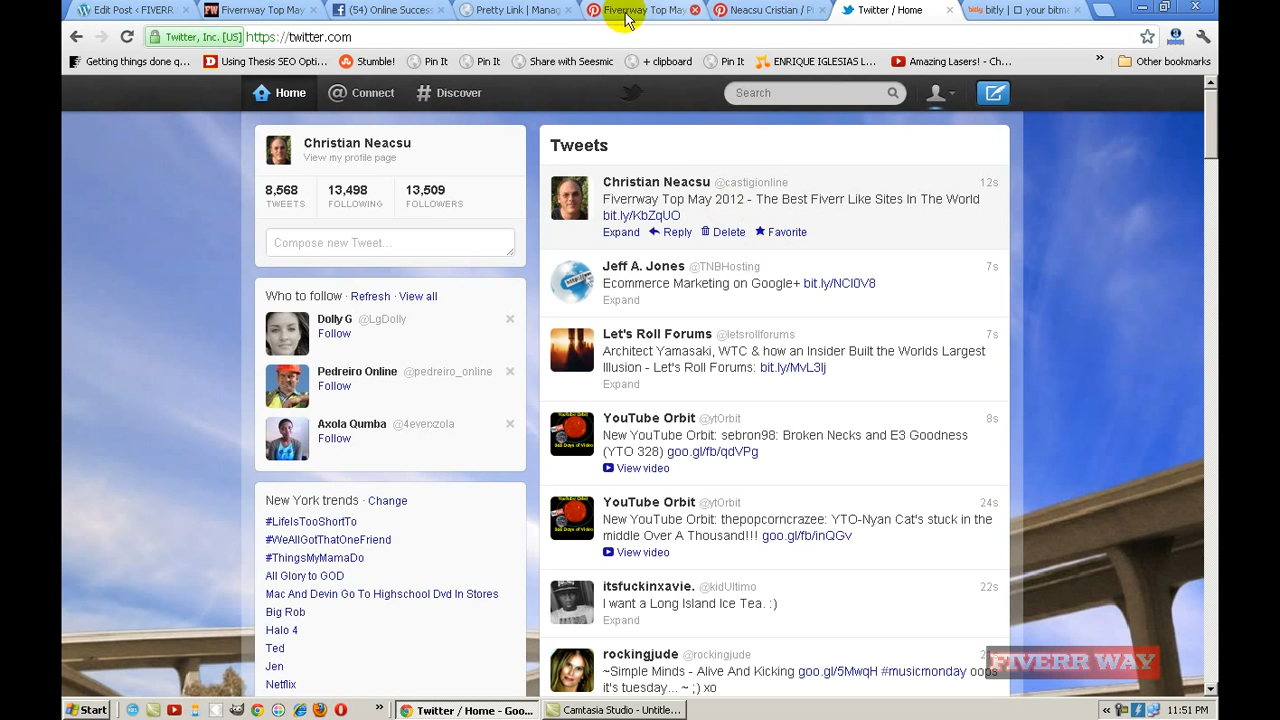 Edit Post ‹ FIVERR
Fiverrway Top May
(54) Online Success
Pretty Link | Manag
Fiverrway Top May
Neacsu Cristian / Pi
Twitter / Home
bitly | your bitma
Twitter, Inc. [US]
https://twitter.com
Getting things done q...
Using Thesis SEO Opti...
Stumble!
Pin It
Pin It
Share with Seesmic
+ clipboard
Pin It
ENRIQUE IGLESIAS L...
Amazing Lasers! - Ch...
»
Other bookmarks
Home
@ Connect
# Discover
Search
Christian Neacsu
View my profile page
8,568
TWEETS
13,498
FOLLOWING
13,509
FOLLOWERS
Compose new Tweet...
Who to follow · Refresh · View all
Dolly G @LgDolly
Follow
Pedreiro Online @pedreiro_online
Follow
Axola Qumba @4evenzola
Follow
New York trends · Change
#LifeIsTooShortTo
#WeAllGotThatOneFriend
#ThingsMyMamaDo
All Glory to GOD
Mac And Devin Go To Highschool Dvd In Stores
Big Rob
Halo 4
Ted
Jen
Netflix
Tweets
Christian Neacsu @castigionline 12s
Fiverrway Top May 2012 - The Best Fiverr Like Sites In The World
bit.ly/KbZqUO
Expand Reply Delete Favorite
Jeff A. Jones @TNBHosting 7s
Ecommerce Marketing on Google+ bit.ly/NCl0V8
Expand
Let's Roll Forums @letsrollforums 7s
Architect Yamasaki, WTC & how an Insider Built the Worlds Largest
Illusion - Let's Roll Forums: bit.ly/MvL3Ij
Expand
YouTube Orbit @ytOrbit 8s
New YouTube Orbit: sebron98: Broken Necks and E3 Goodness
(YTO 328) goo.gl/fb/qdVPg
View video
YouTube Orbit @ytOrbit 24s
New YouTube Orbit: thepopcorncrazee: YTO-Nyan Cat's stuck in the
middle Over A Thousand!!! goo.gl/fb/inQGv
View video
itsfuckinxavie. @kidUltimo 22s
I want a Long Island Ice Tea. :)
Expand
rockingjude @rockingjude
~Simple Minds - Alive And Kicking goo.gl/5MwqH #musicmonday oops
it's tuesday... ~ ;) xo
FIVERR WAY
Start
»
Twitter / Home - Goo...
Camtasia Studio - Untitle...
«
11:51 PM